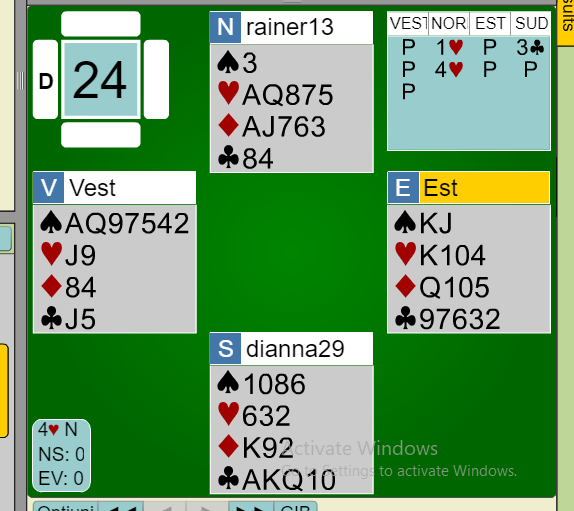 N rainer13
♠3
♥AQ875
♦AJ763
♣84
D 24
VEST NOR EST SUD
P 1♥ P 3♣
P 4♥ P P
P
sults
V Vest
♠AQ97542
♥J9
♦84
♣J5
E Est
♠KJ
♥K104
♦Q105
♣97632
S dianna29
♠1086
♥632
♦K92
♣AKQ10
4♥ N
NS: 0
EV: 0
Activate Windows
Go to Settings to activate Windows.
Optiuni
GIB